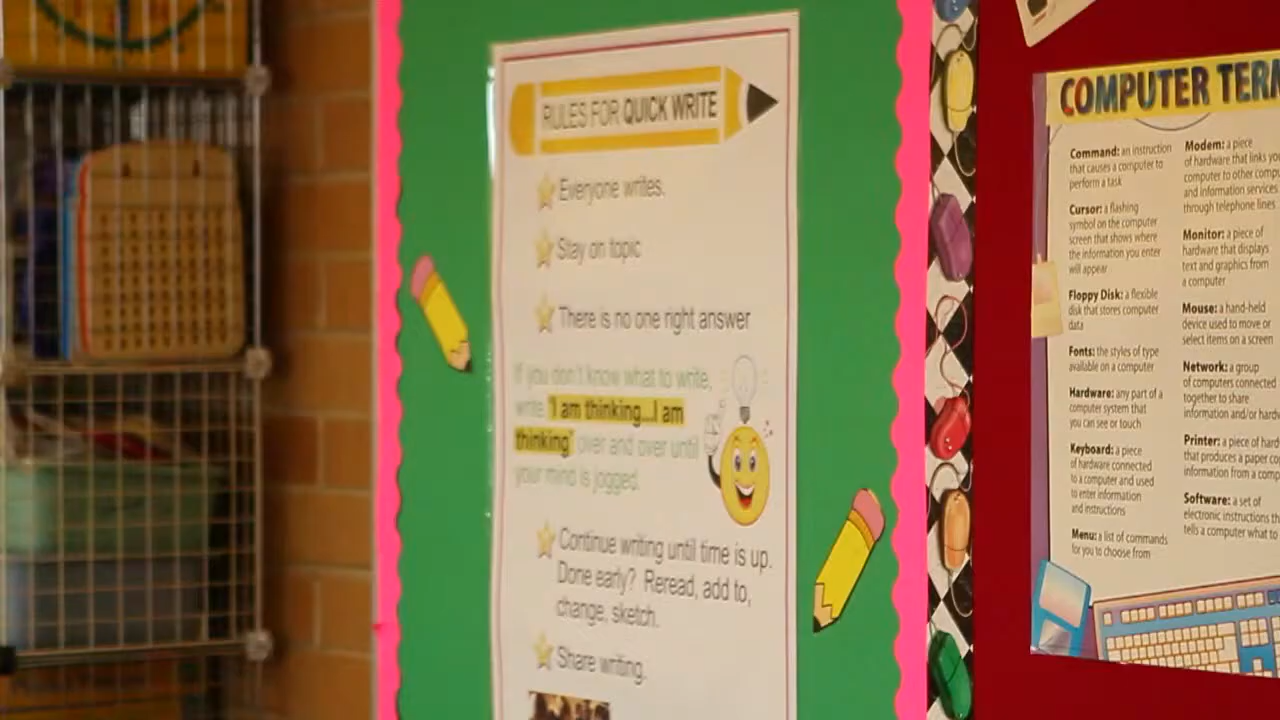 RULES FOR QUICK WRITE
Everyone writes.
Stay on topic
There is no one right answer
If you don't know what to write,
write 'I am thinking...I am
thinking' over and over until
your mind is jogged.
Continue writing until time is up.
Done early? Reread, add to,
change, sketch.
Share writing.
COMPUTER TERM
Command: an instruction
that causes a computer to
perform a task
Cursor: a flashing
symbol on the computer
screen that shows where
the information you enter
will appear
Floppy Disk: a flexible
disk that stores computer
data
Fonts: the styles of type
available on a computer
Hardware: any part of a
computer system that
you can see or touch
Keyboard: a piece
of hardware connected
to a computer and used
to enter information
and instructions
Menu: a list of commands
for you to choose from
Modem: a piece
of hardware that links you
computer to other compu
and information services
through telephone lines
Monitor: a piece of
hardware that displays
text and graphics from
a computer
Mouse: a hand-held
device used to move or
select items on a screen
Network: a group
of computers connected
together to share
information and/or hardw
Printer: a piece of hard
that produces a paper co
information from a comp
Software: a set of
electronic instructions th
tells a computer what to